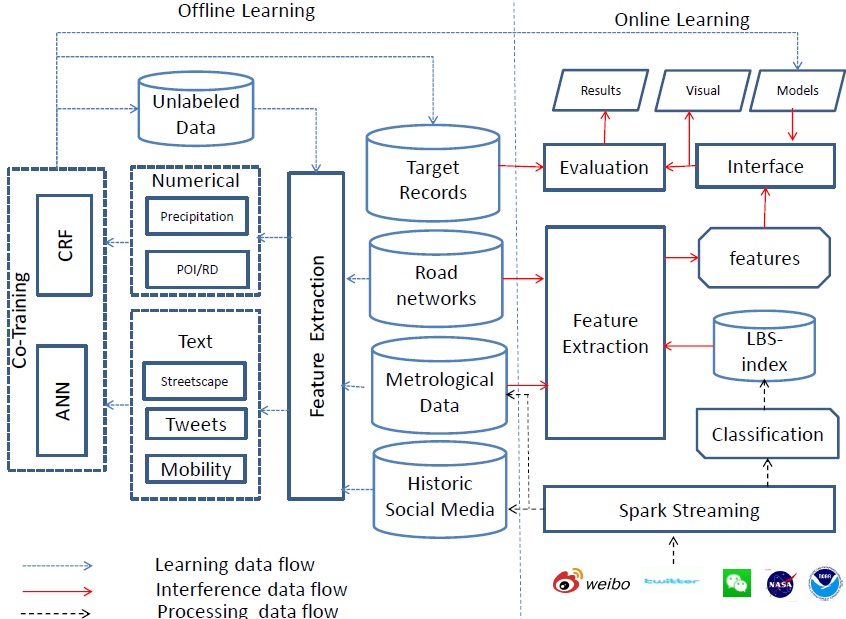 Offline Learning
Online Learning
Unlabeled
Data
Results
Visual
Models
Target
Records
Evaluation
Interface
Numerical
Precipitation
POI/RD
Co-Training
CRF
ANN
Feature Extraction
Road
networks
Feature
Extraction
features
Text
Streetscape
Tweets
Mobility
Metrological
Data
LBS-
index
Classification
Historic
Social Media
Spark Streaming
Learning data flow
Interference data flow
Processing data flow
weibo
twitter
NASA
NOAA